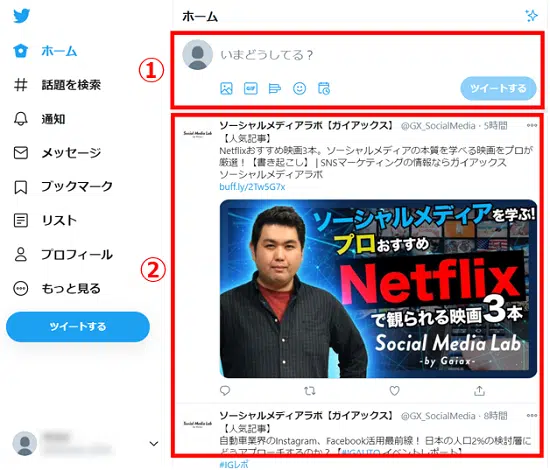 ホーム
話題を検索
通知
メッセージ
ブックマーク
リスト
プロフィール
もっと見る
ツイートする
ホーム
①
いまどうしてる？
GIF
ツイートする
②
Social Media Lab
ソーシャルメディアラボ【ガイアックス】 @GX_SocialMedia · 5時間
【人気記事】
Netflixおすすめ映画3本。ソーシャルメディアの本質を学べる映画をプロが
厳選！【書き起こし】 | SNSマーケティングの情報ならガイアックス
ソーシャルメディアラボ
buff.ly/2Tw5G7x
ソーシャルメディアを学ぶ!
プロおすすめ
Netflix
で観られる映画3本
Social Media Lab
-by Gaiax-
Social Media Lab
ソーシャルメディアラボ【ガイアックス】 @GX_SocialMedia · 8時間
【人気記事】
自動車業界のInstagram、Facebook活用最前線！ 日本の人口2%の検討層に
どうアプローチするのか？【#IGAUTO イベントレポート】
#IGレポ